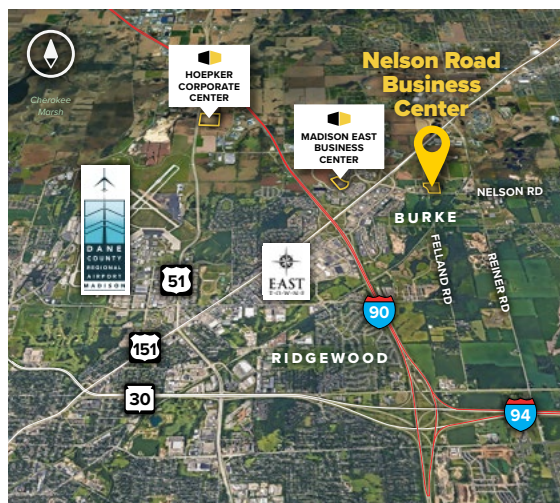 Nelson Road
Business
Center
HOEPKER
CORPORATE
CENTER
Cherokee
Marsh
MADISON EAST
BUSINESS
CENTER
NELSON RD
BURKE
DANE
COUNTY
REGIONAL
AIRPORT
MADISON
51
EAST
TOWNE
FELLAND RD
REINER RD
90
151
RIDGEWOOD
30
94